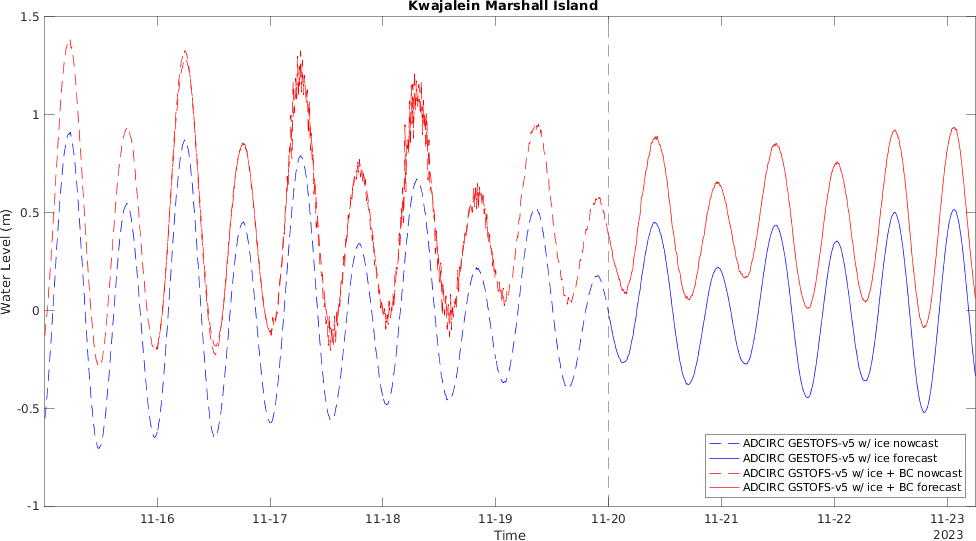 Kwajalein Marshall Island
1.5
1
0.5
0
-0.5
-1
Water Level (m)
11-16 11-17 11-18 11-19 11-20 11-21 11-22 11-23
Time
2023
ADCIRC GESTOFS-v5 w/ ice nowcast
ADCIRC GESTOFS-v5 w/ ice forecast
ADCIRC GSTOFS-v5 w/ ice + BC nowcast
ADCIRC GSTOFS-v5 w/ ice + BC forecast